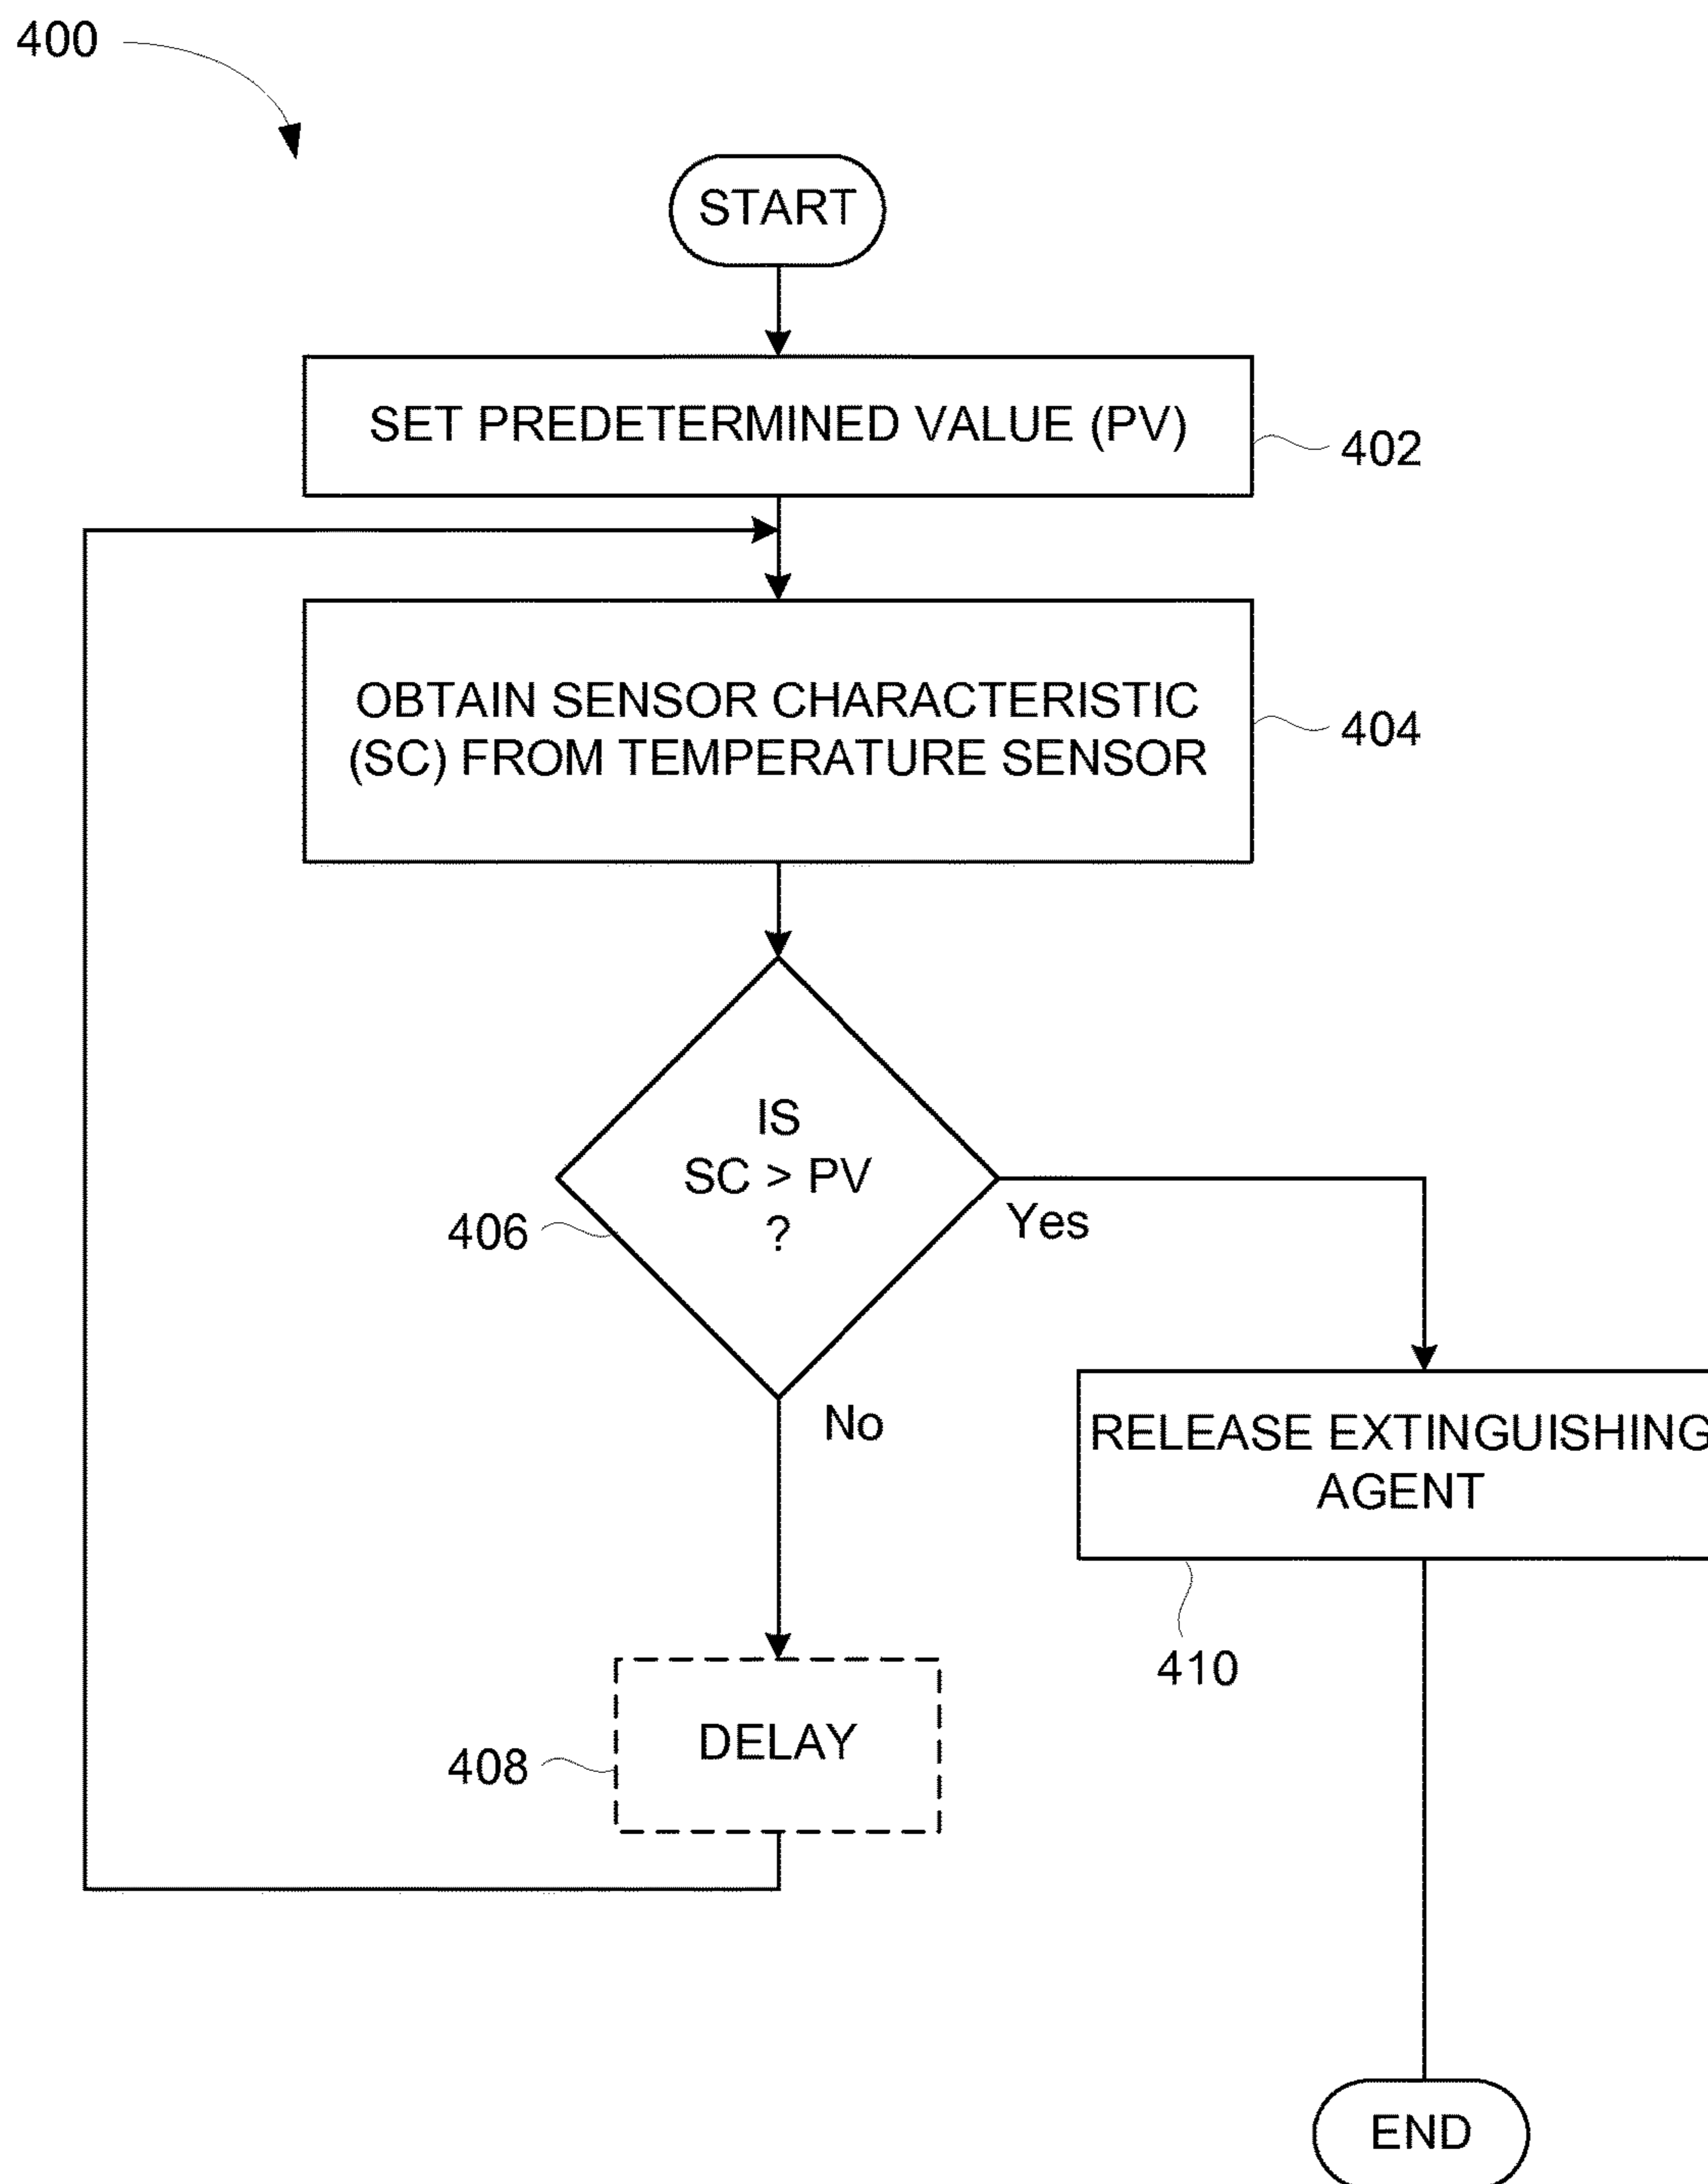 400
START
SET PREDETERMINED VALUE (PV)
402
OBTAIN SENSOR CHARACTERISTIC
(SC) FROM TEMPERATURE SENSOR
404
IS
SC > PV
?
406
Yes
No
RELEASE EXTINGUISHING
AGENT
410
DELAY
408
END